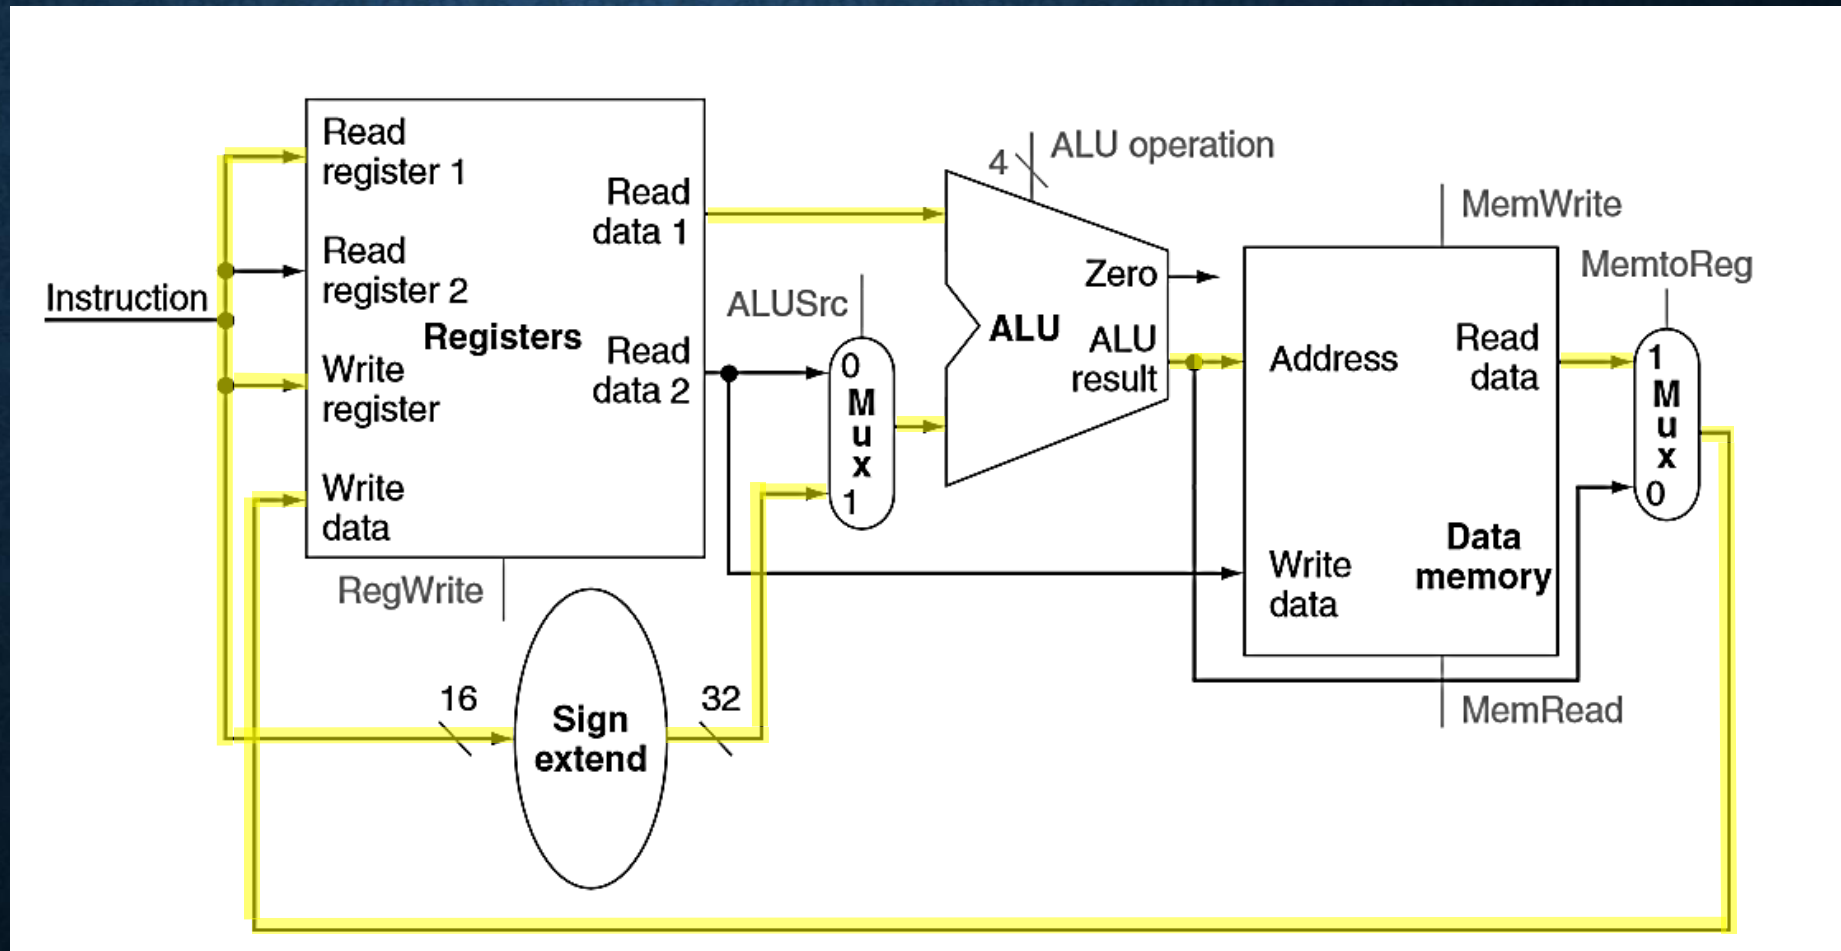 Instruction
Read
register 1
Read
register 2
Registers
Write
register
Write
data
Read
data 1
Read
data 2
RegWrite
16
Sign
extend
32
ALUSrc
0
M
u
x
1
4
ALU operation
ALU
Zero
ALU
result
MemWrite
Address
Read
data
Write
data
Data
memory
MemRead
MemtoReg
1
M
u
x
0